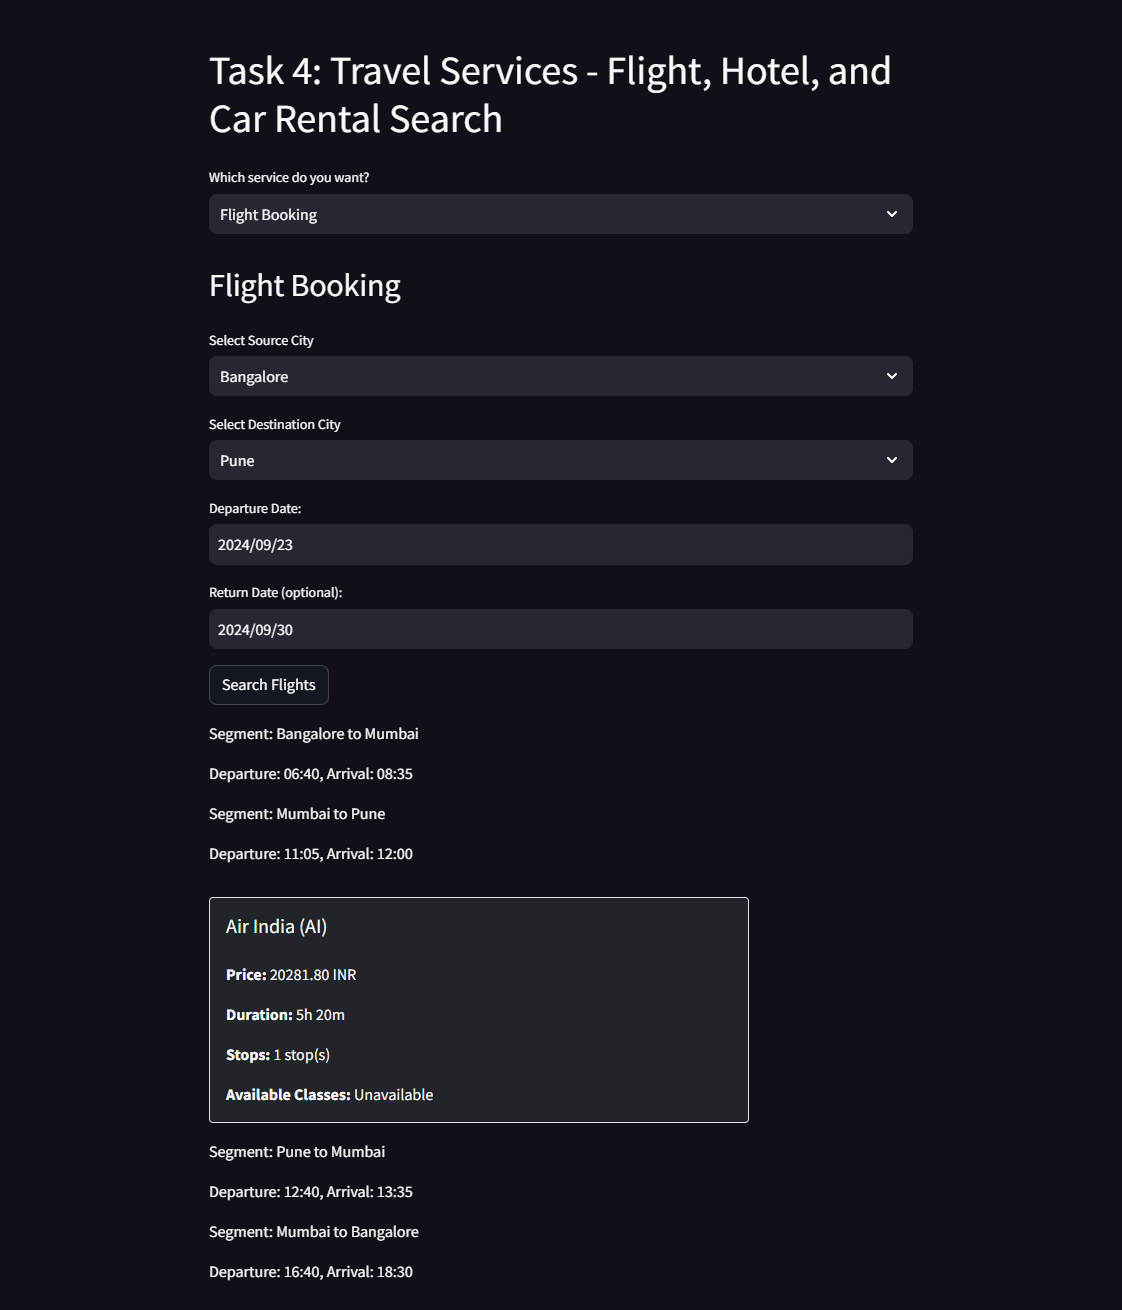 Task 4: Travel Services - Flight, Hotel, and
Car Rental Search
Which service do you want?
Flight Booking
Flight Booking
Select Source City
Bangalore
Select Destination City
Pune
Departure Date:
2024/09/23
Return Date (optional):
2024/09/30
Search Flights
Segment: Bangalore to Mumbai
Departure: 06:40, Arrival: 08:35
Segment: Mumbai to Pune
Departure: 11:05, Arrival: 12:00
Air India (AI)
Price: 20281.80 INR
Duration: 5h 20m
Stops: 1 stop(s)
Available Classes: Unavailable
Segment: Pune to Mumbai
Departure: 12:40, Arrival: 13:35
Segment: Mumbai to Bangalore
Departure: 16:40, Arrival: 18:30